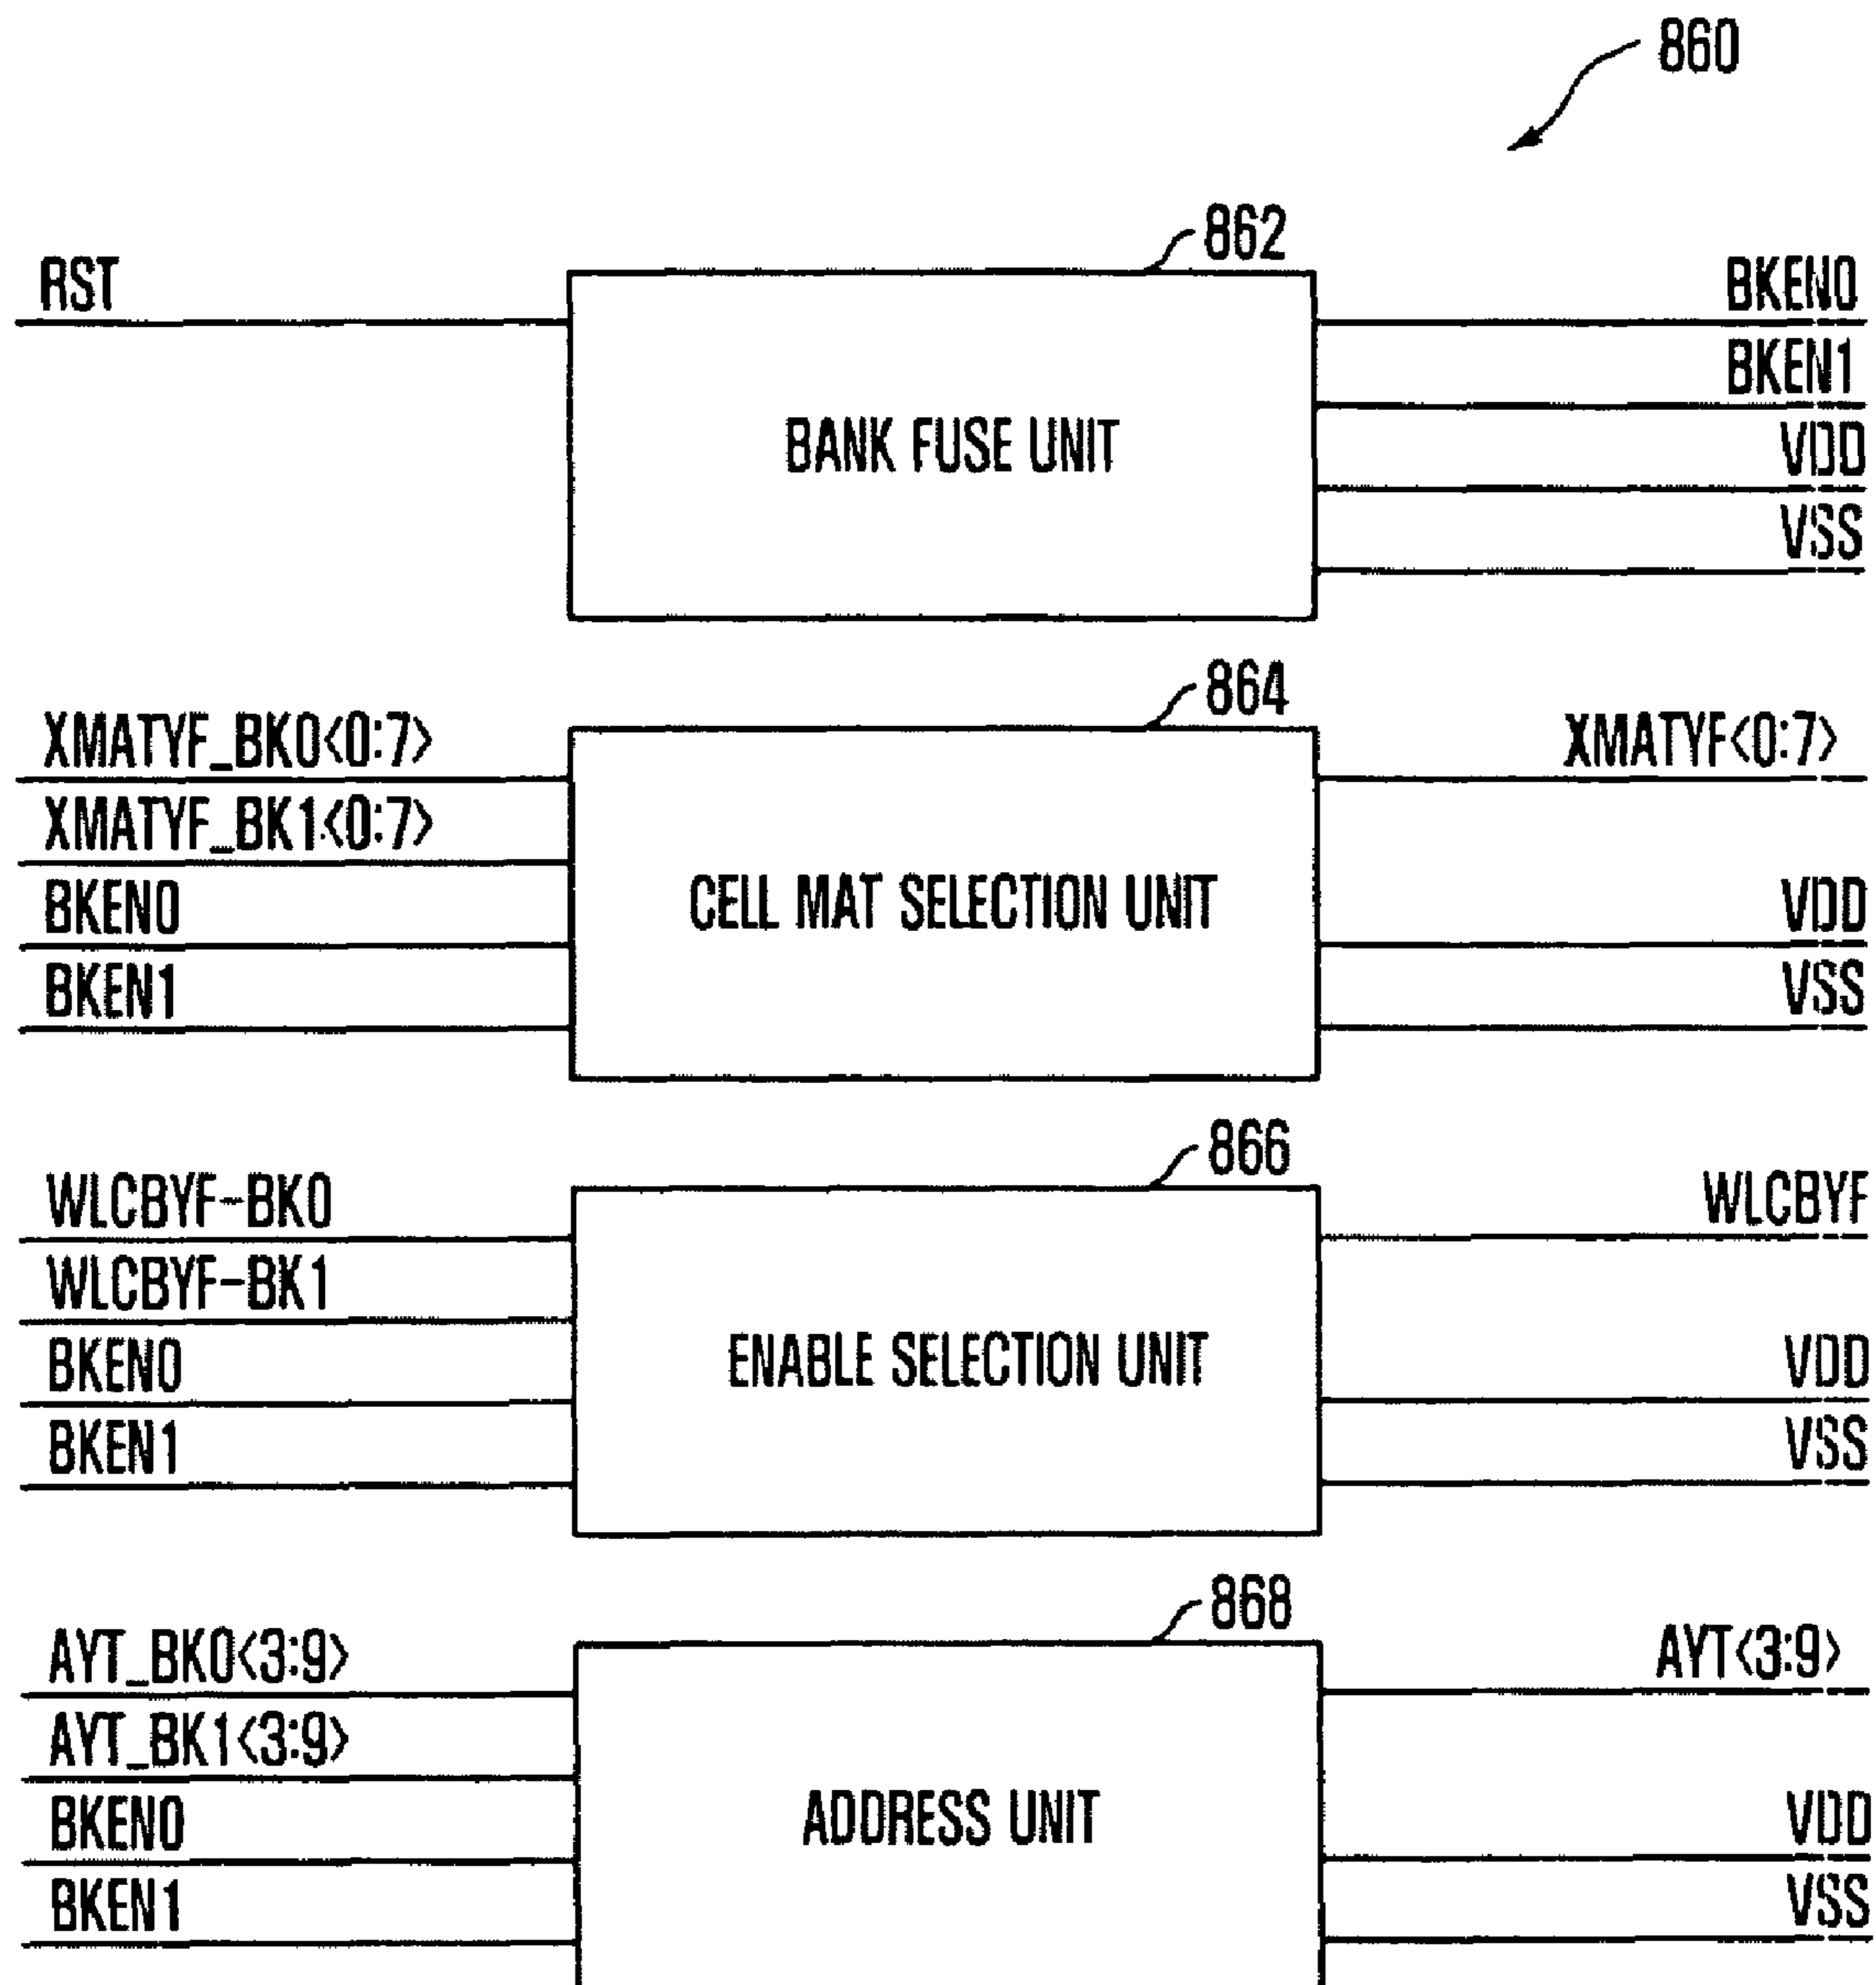 860
862
RST
BKEN0
BKEN1
VDD
VSS
BANK FUSE UNIT
864
XMATYF_BK0<0:7>
XMATYF_BK1<0:7>
BKEN0
BKEN1
CELL MAT SELECTION UNIT
XMATYF<0:7>
VDD
VSS
866
WLCBYF-BK0
WLCBYF-BK1
BKEN0
BKEN1
ENABLE SELECTION UNIT
WLCBYF
VDD
VSS
868
AYT_BK0<3:9>
AYT_BK1<3:9>
BKEN0
BKEN1
ADDRESS UNIT
AYT<3:9>
VDD
VSS